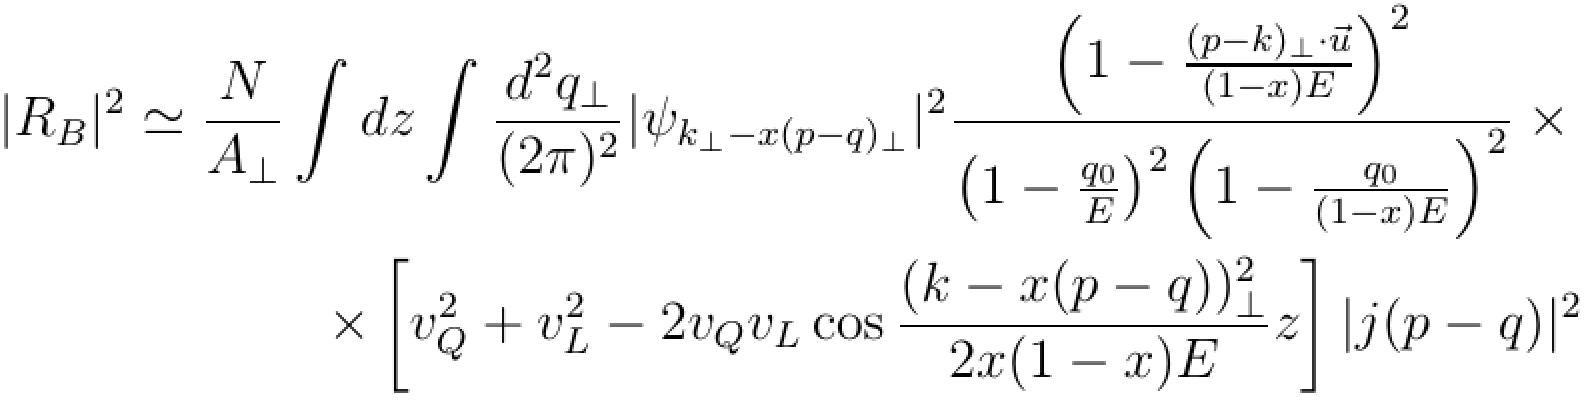 |R_B|^2 \simeq \frac{N}{A_\perp} \int dz \int \frac{d^2 q_\perp}{(2\pi)^2} |\psi_{k_\perp - x(p-q)_\perp}|^2 \frac{\left(1 - \frac{(p-k)_\perp \cdot \vec{u}}{(1-x)E}\right)^2}{\left(1 - \frac{q_0}{E}\right)^2 \left(1 - \frac{q_0}{(1-x)E}\right)^2} \times
\times \left[ v_Q^2 + v_L^2 - 2 v_Q v_L \cos \frac{(k - x(p-q))_\perp^2}{2x(1-x)E} z \right] |j(p-q)|^2